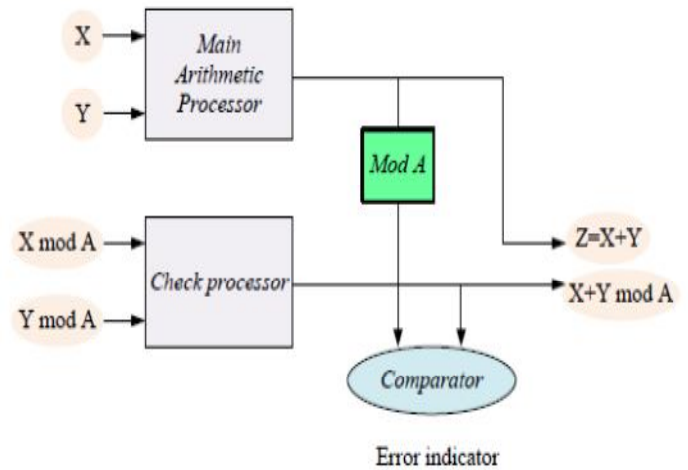 X
Main
Arithmetic
Processor
Y
Mod A
X mod A
Z=X+Y
Check processor
X+Y mod A
Y mod A
Comparator
Error indicator